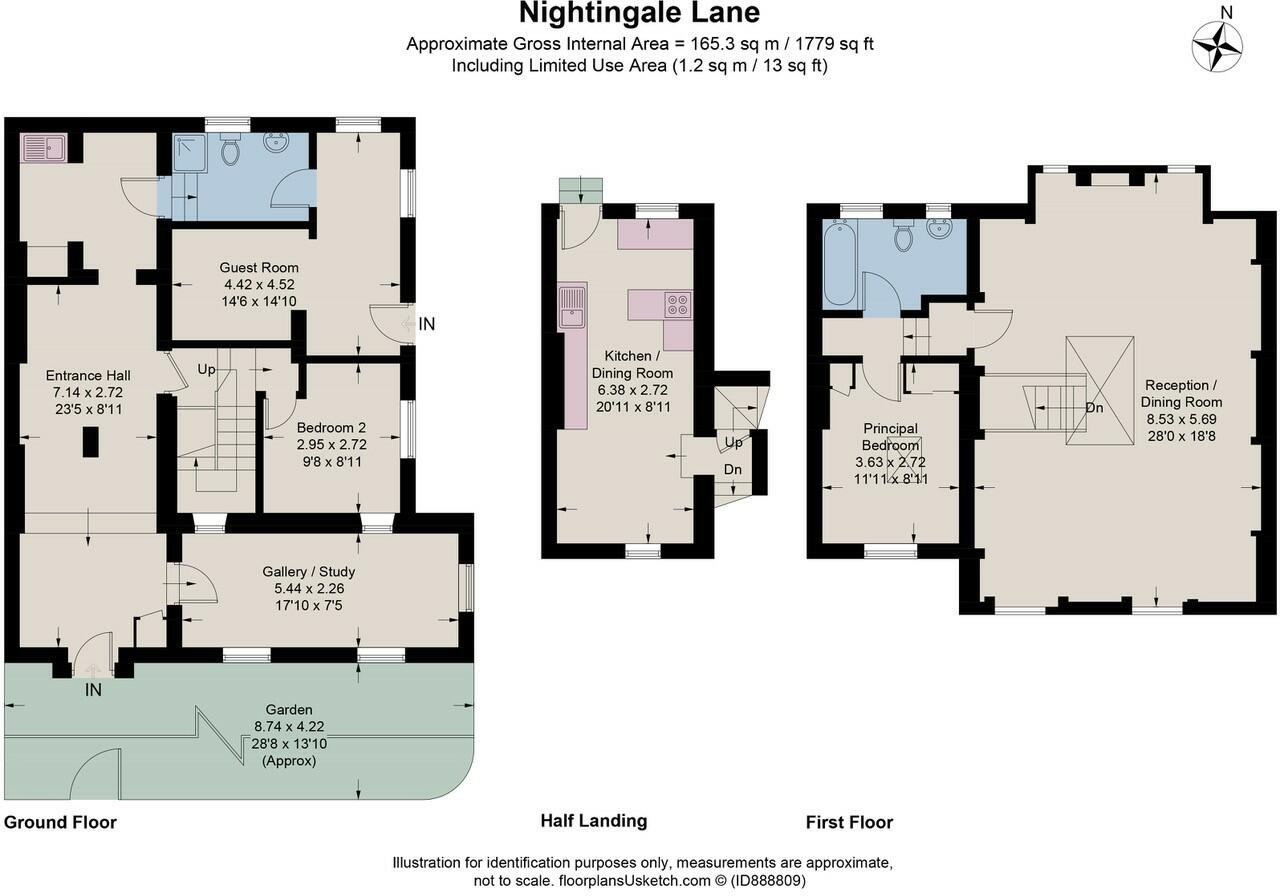 Nightingale Lane
Approximate Gross Internal Area = 165.3 sq m / 1779 sq ft
Including Limited Use Area (1.2 sq m / 13 sq ft)
N
Guest Room
4.42 x 4.52
14'6 x 14'10
IN
Up
Entrance Hall
7.14 x 2.72
23'5 x 8'11
Bedroom 2
2.95 x 2.72
9'8 x 8'11
Gallery / Study
5.44 x 2.26
17'10 x 7'5
IN
Garden
8.74 x 4.22
28'8 x 13'10
(Approx)
Ground Floor
Kitchen /
Dining Room
6.38 x 2.72
20'11 x 8'11
Up
Dn
Half Landing
Reception /
Dining Room
8.53 x 5.69
28'0 x 18'8
Dn
Principal
Bedroom
3.63 x 2.72
11'11 x 8'11
First Floor
Illustration for identification purposes only, measurements are approximate,
not to scale. floorplansUsketch.com © (ID888809)